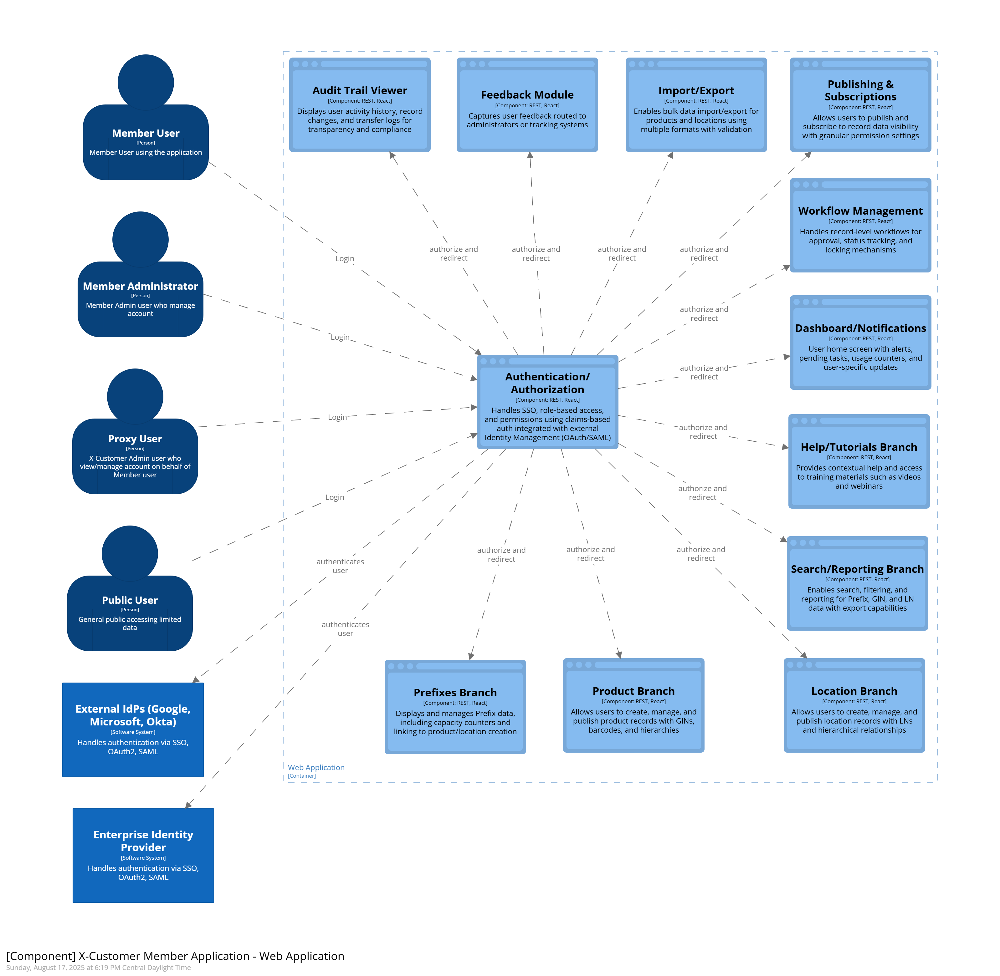 Member User
[Person]
Member User using the application
Member Administrator
[Person]
Member Admin user who manage
account
Proxy User
[Person]
X-Customer Admin user who
view/manage account on behalf of
Member user
Public User
[Person]
General public accessing limited
data
External IdPs (Google,
Microsoft, Okta)
[Software System]
Handles authentication via SSO,
OAuth2, SAML
Enterprise Identity
Provider
[Software System]
Handles authentication via SSO,
OAuth2, SAML
Audit Trail Viewer
[Component: REST, React]
Displays user activity history, record
changes, and transfer logs for
transparency and compliance
Feedback Module
[Component: REST, React]
Captures user feedback routed to
administrators or tracking systems
Import/Export
[Component: REST, React]
Enables bulk data import/export for
products and locations using
multiple formats with validation
Publishing &
Subscriptions
[Component: REST, React]
Allows users to publish and
subscribe to record data visibility
with granular permission settings
Workflow Management
[Component: REST, React]
Handles record-level workflows for
approval, status tracking, and
locking mechanisms
Dashboard/Notifications
[Component: REST, React]
User home screen with alerts,
pending tasks, usage counters, and
user-specific updates
Help/Tutorials Branch
[Component: REST, React]
Provides contextual help and access
to training materials such as videos
and webinars
Search/Reporting Branch
[Component: REST, React]
Enables search, filtering, and
reporting for Prefix, GIN, and LN
data with export capabilities
Authentication/
Authorization
[Component: REST, React]
Handles SSO, role-based access,
and permissions using claims-based
auth integrated with external
Identity Management (OAuth/SAML)
Prefixes Branch
[Component: REST, React]
Displays and manages Prefix data,
including capacity counters and
linking to product/location creation
Product Branch
[Component: REST, React]
Allows users to create, manage, and
publish product records with GINs,
barcodes, and hierarchies
Location Branch
[Component: REST, React]
Allows users to create, manage, and
publish location records with LNs
and hierarchical relationships
Login
Login
Login
Login
authenticates
user
authenticates
user
authorize and
redirect
authorize and
redirect
authorize and
redirect
authorize and
redirect
authorize and
redirect
authorize and
redirect
authorize and
redirect
authorize and
redirect
authorize and
redirect
authorize and
redirect
authorize and
redirect
Web Application
[Container]
[Component] X-Customer Member Application - Web Application
Sunday, August 17, 2025 at 6:19 PM Central Daylight Time